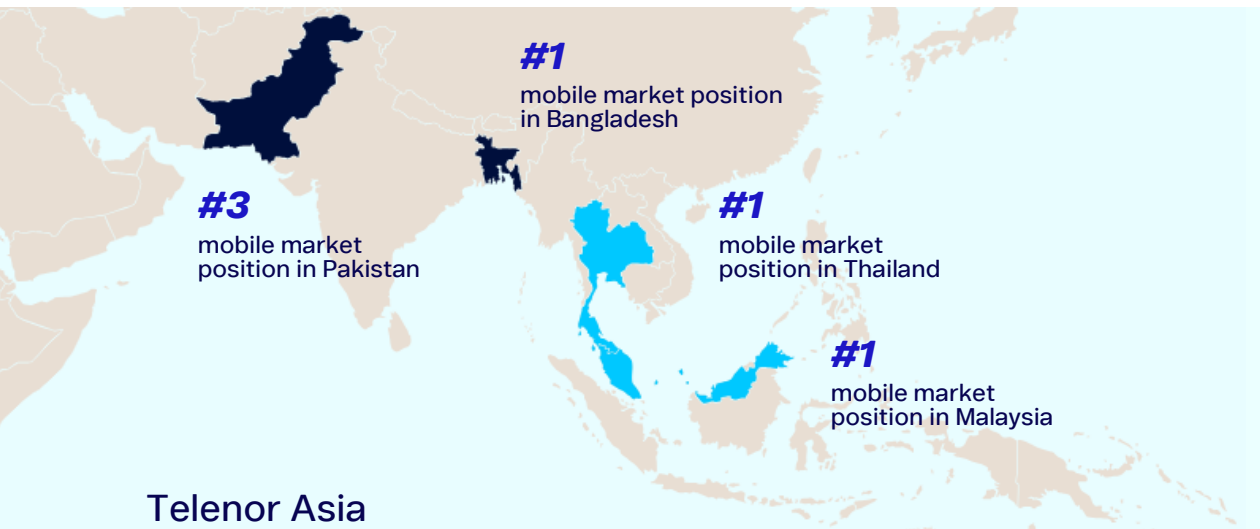 #1
mobile market position
in Bangladesh
#3
mobile market
position in Pakistan
#1
mobile market
position in Thailand
#1
mobile market
position in Malaysia
Telenor Asia